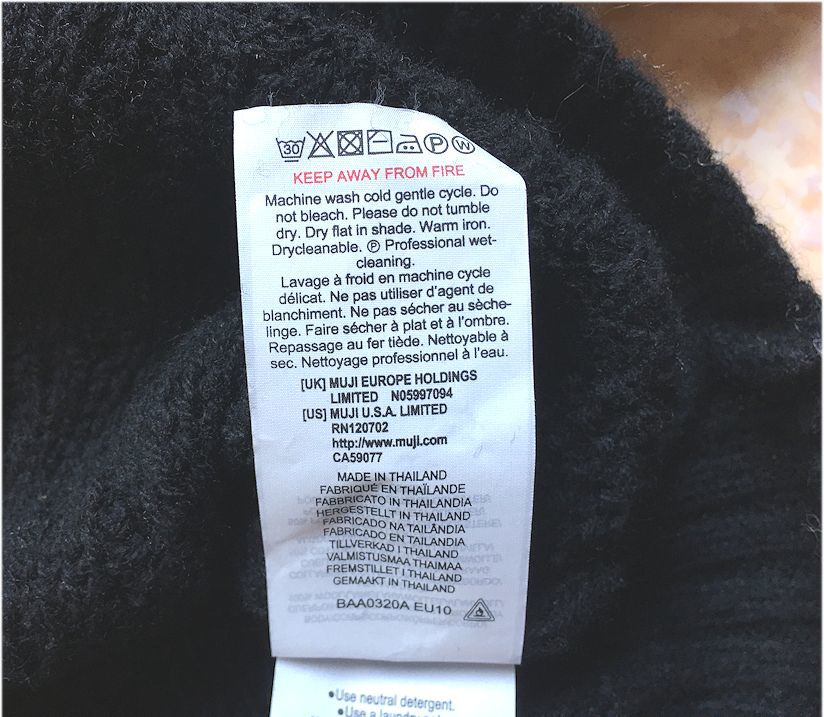 30 P W
KEEP AWAY FROM FIRE
Machine wash cold gentle cycle. Do
not bleach. Please do not tumble
dry. Dry flat in shade. Warm iron.
Drycleanable. Ⓟ Professional wet-
cleaning.
Lavage à froid en machine cycle
délicat. Ne pas utiliser d'agent de
blanchiment. Ne pas sécher au sèche-
linge. Faire sécher à plat et à l'ombre.
Repassage au fer tiède. Nettoyable à
sec. Nettoyage professionnel à l'eau.
[UK] MUJI EUROPE HOLDINGS
LIMITED N05997094
[US] MUJI U.S.A. LIMITED
RN120702
http://www.muji.com
CA59077
MADE IN THAILAND
FABRIQUÉ EN THAÏLANDE
FABBRICATO IN THAILANDIA
HERGESTELLT IN THAILAND
FABRICADO NA TAILÂNDIA
FABRICADO EN TAILANDIA
TILLVERKAD I THAILAND
VALMISTUSMAA THAIMAA
FREMSTILLET I THAILAND
GEMAAKT IN THAILAND
BAA0320A EU10
•Use neutral detergent.
•Use a